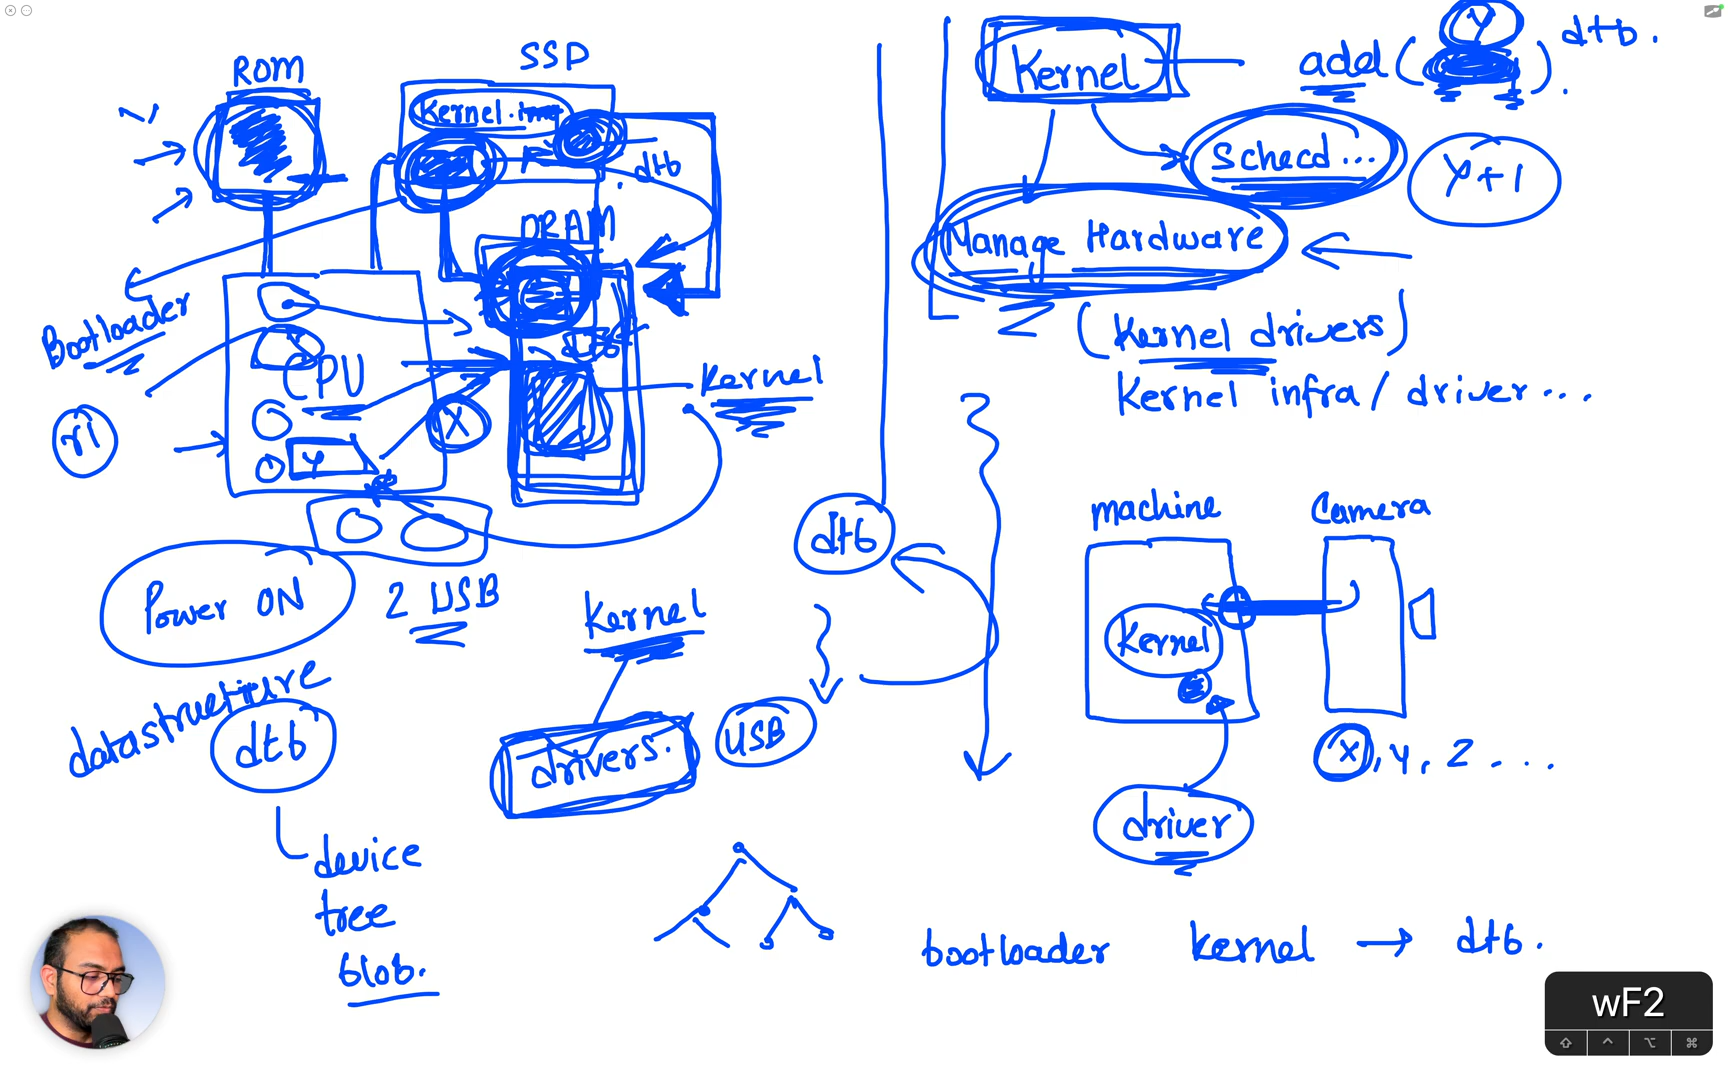 ROM
SSD
Kernel.img
.dtb
DRAM
Bootloader
CPU
X
Kernel
r1
Y
Power ON
2 USB
datastructure
dtb
device
tree
blob.
Kernel
drivers.
USB
dtb
Kernel
add (
Y
) dtb.
Sched...
Y+1
Manage Hardware
(Kernel drivers)
Kernel infra/driver...
machine
Camera
Kernel
X, Y, Z...
driver
bootloader kernel → dtb.
wF2
⇧ ^ ⌥ ⌘